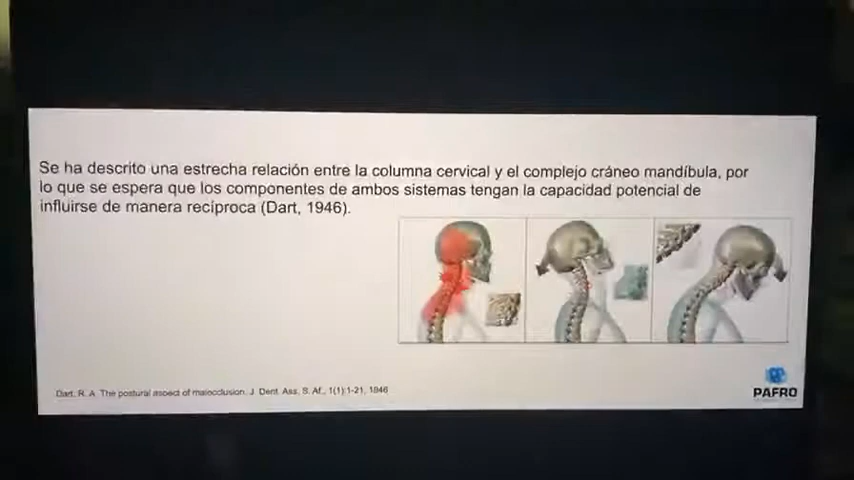 Se ha descrito una estrecha relación entre la columna cervical y el complejo cráneo mandíbula, por
lo que se espera que los componentes de ambos sistemas tengan la capacidad potencial de
influirse de manera recíproca (Dart, 1946).
Dart, R. A. The postural aspect of malocclusion. J. Dent. Ass. S. Af., 1(1):1-21, 1946
PAFRO